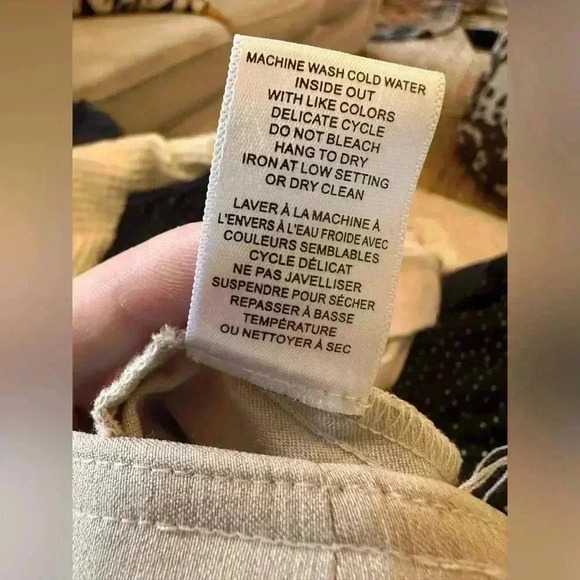 MACHINE WASH COLD WATER
INSIDE OUT
WITH LIKE COLORS
DELICATE CYCLE
DO NOT BLEACH
HANG TO DRY
IRON AT LOW SETTING
OR DRY CLEAN
LAVER À LA MACHINE À
L'ENVERS À L'EAU FROIDE AVEC
COULEURS SEMBLABLES
CYCLE DÉLICAT
NE PAS JAVELLISER
SUSPENDRE POUR SÉCHER
REPASSER À BASSE
TEMPÉRATURE
OU NETTOYER À SEC